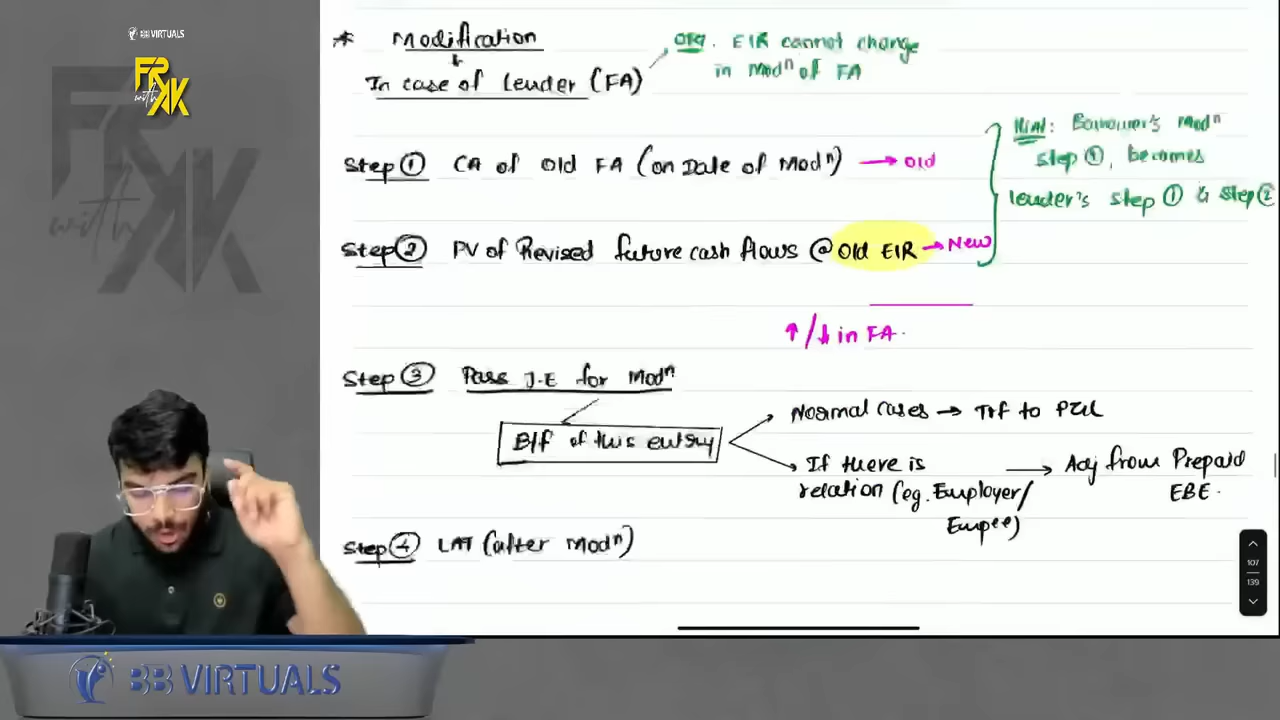 BB VIRTUALS
FR
with AK
* Modification
In case of lender (FA)
EIR cannot change
in Modⁿ of FA
Step ① CA of Old FA (on Date of Modⁿ) → Old
Hint: Borrower's Modⁿ
step ④, becomes
lender's step ① & step ②
Step ② PV of Revised future cash flows @ Old EIR → New
↑/↓ in FA.
Step ③ Pass J.E for Modⁿ
B/f of this entry
Normal cases → Trf to P&L
If there is
relation (eg. Employer/
Empee)
→ Adj from Prepaid
EBE.
Step ④ LAT (after Modⁿ)
107
139
BB VIRTUALS